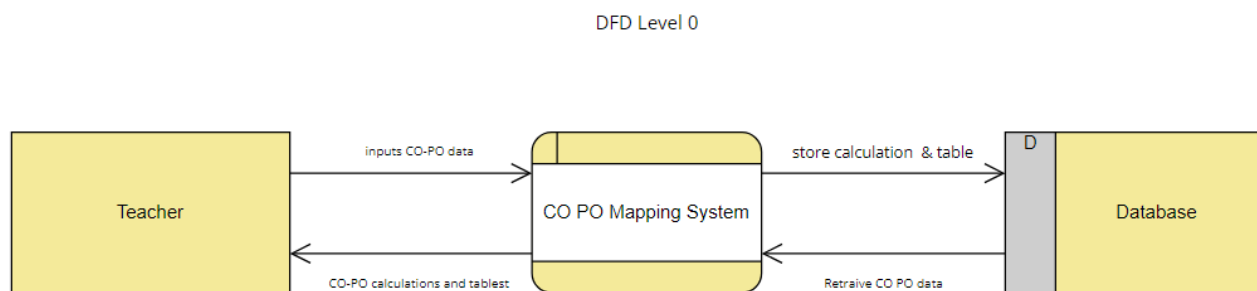 DFD Level 0
D
inputs CO-PO data
store calculation & table
Teacher
CO PO Mapping System
Database
CO-PO calculations and tablest
Retraive CO PO data